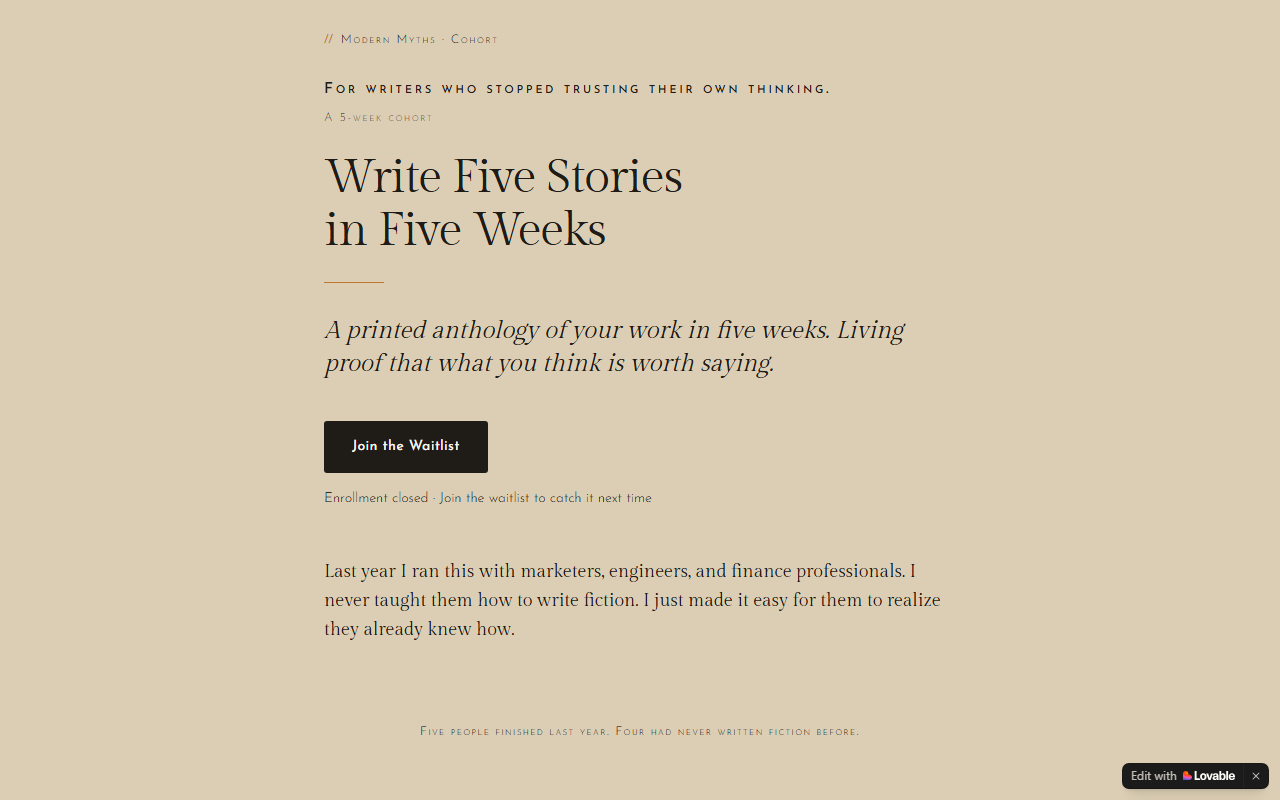 // Modern Myths · Cohort
For writers who stopped trusting their own thinking.
A 5-week cohort
Write Five Stories
in Five Weeks
A printed anthology of your work in five weeks. Living
proof that what you think is worth saying.
Join the Waitlist
Enrollment closed · Join the waitlist to catch it next time
Last year I ran this with marketers, engineers, and finance professionals. I
never taught them how to write fiction. I just made it easy for them to realize
they already knew how.
Five people finished last year. Four had never written fiction before.
Edit with Lovable ×